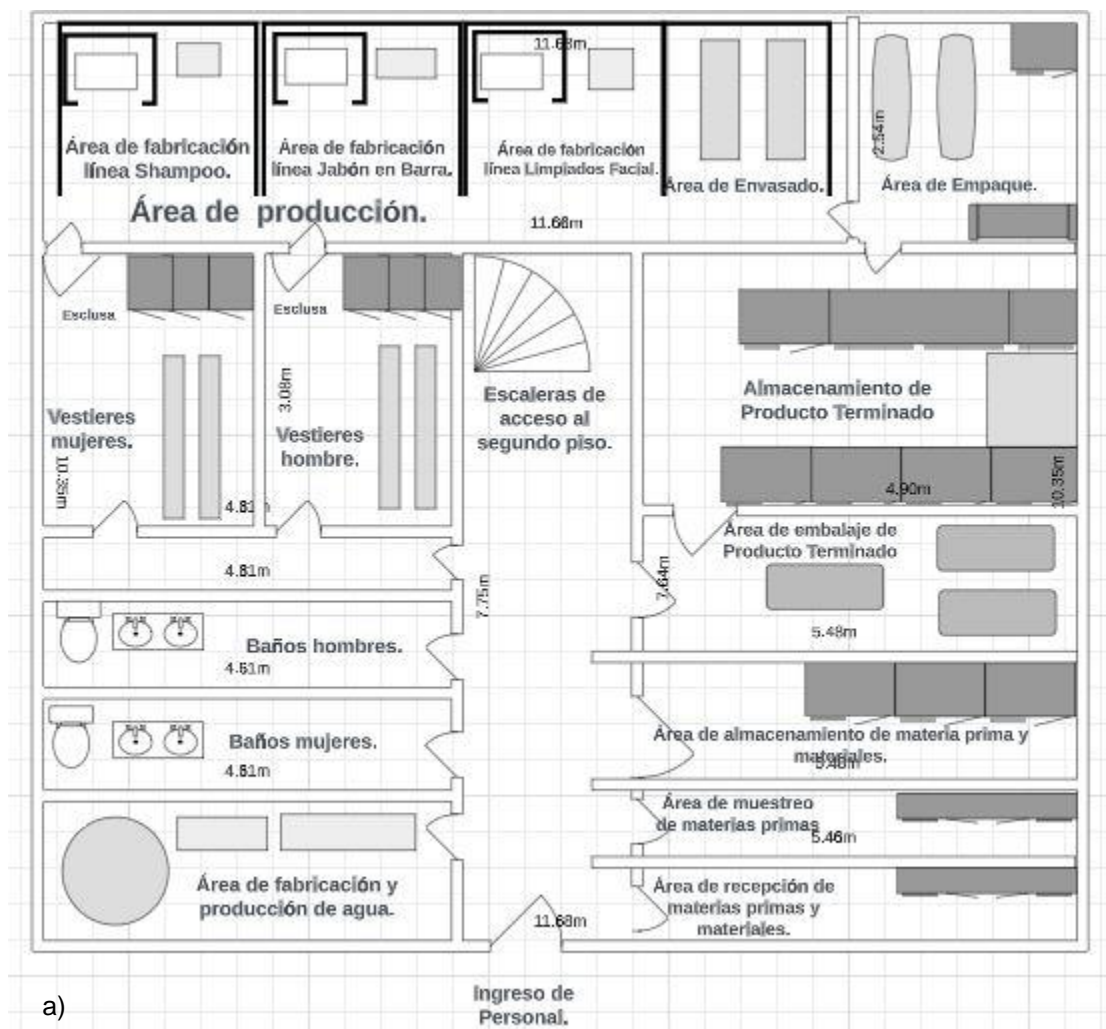 11.68m
Área de fabricación
línea Shampoo.
Área de fabricación
línea Jabón en Barra.
Área de fabricación
línea Limpiados Facial.
Área de Envasado.
2.54m
Área de Empaque.
Área de  producción.
11.66m
Esclusa
Esclusa
Vestieres
mujeres.
10.35m
4.81m
3.08m
Vestieres
hombre.
Escaleras de
acceso al
segundo piso.
Almacenamiento de
Producto Terminado
4.90m
10.35m
Área de embalaje de
Producto Terminado
4.81m
7.75m
7.64m
5.48m
Baños hombres.
4.61m
Área de almacenamiento de materia prima y
materiales.
Baños mujeres.
4.61m
Área de muestreo
de materias primas
5.46m
Área de fabricación y
producción de agua.
Área de recepción de
materias primas y
materiales.
11.68m
Ingreso de
Personal.
a)